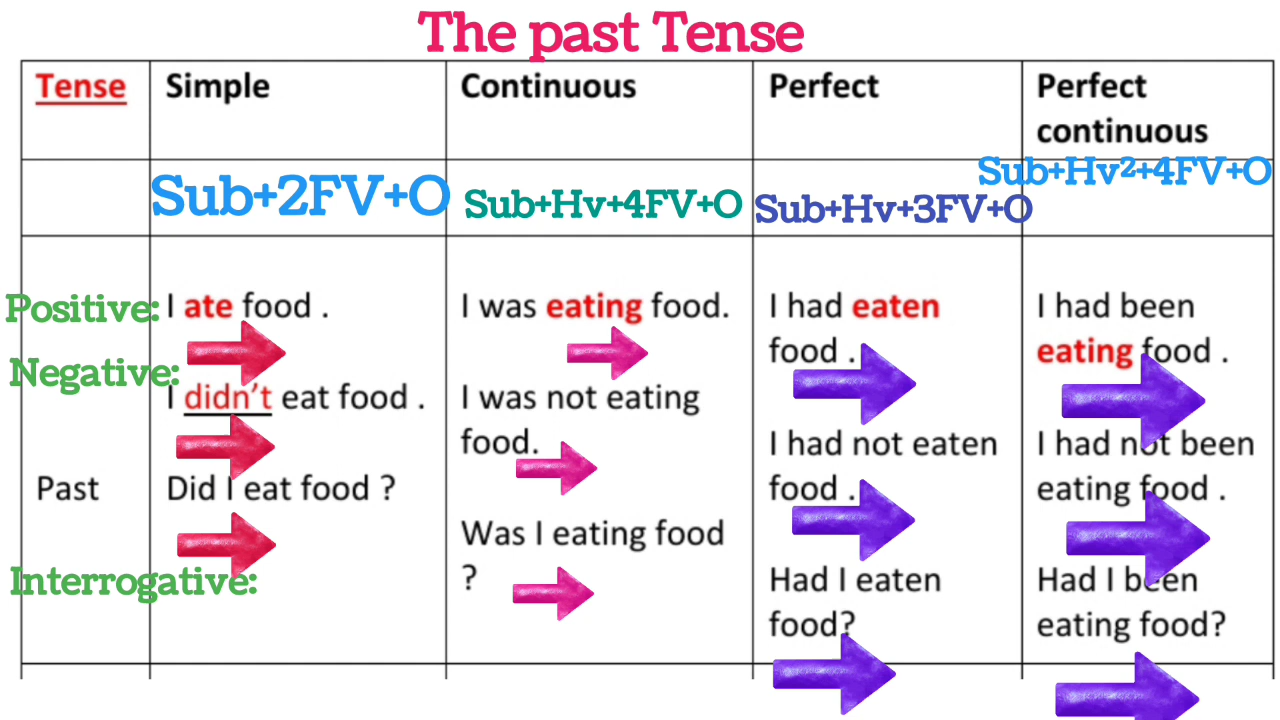 The past Tense
Tense
Simple
Continuous
Perfect
Perfect
continuous
Sub+2FV+O
Sub+Hv+4FV+O
Sub+Hv+3FV+O
Sub+Hv²+4FV+O
Positive:
Negative:
Past
Interrogative:
I ate food .
I didn’t eat food .
Did I eat food ?
I was eating food.
I was not eating
food.
Was I eating food
?
I had eaten
food .
I had not eaten
food .
Had I eaten
food?
I had been
eating food .
I had not been
eating food .
Had I been
eating food?